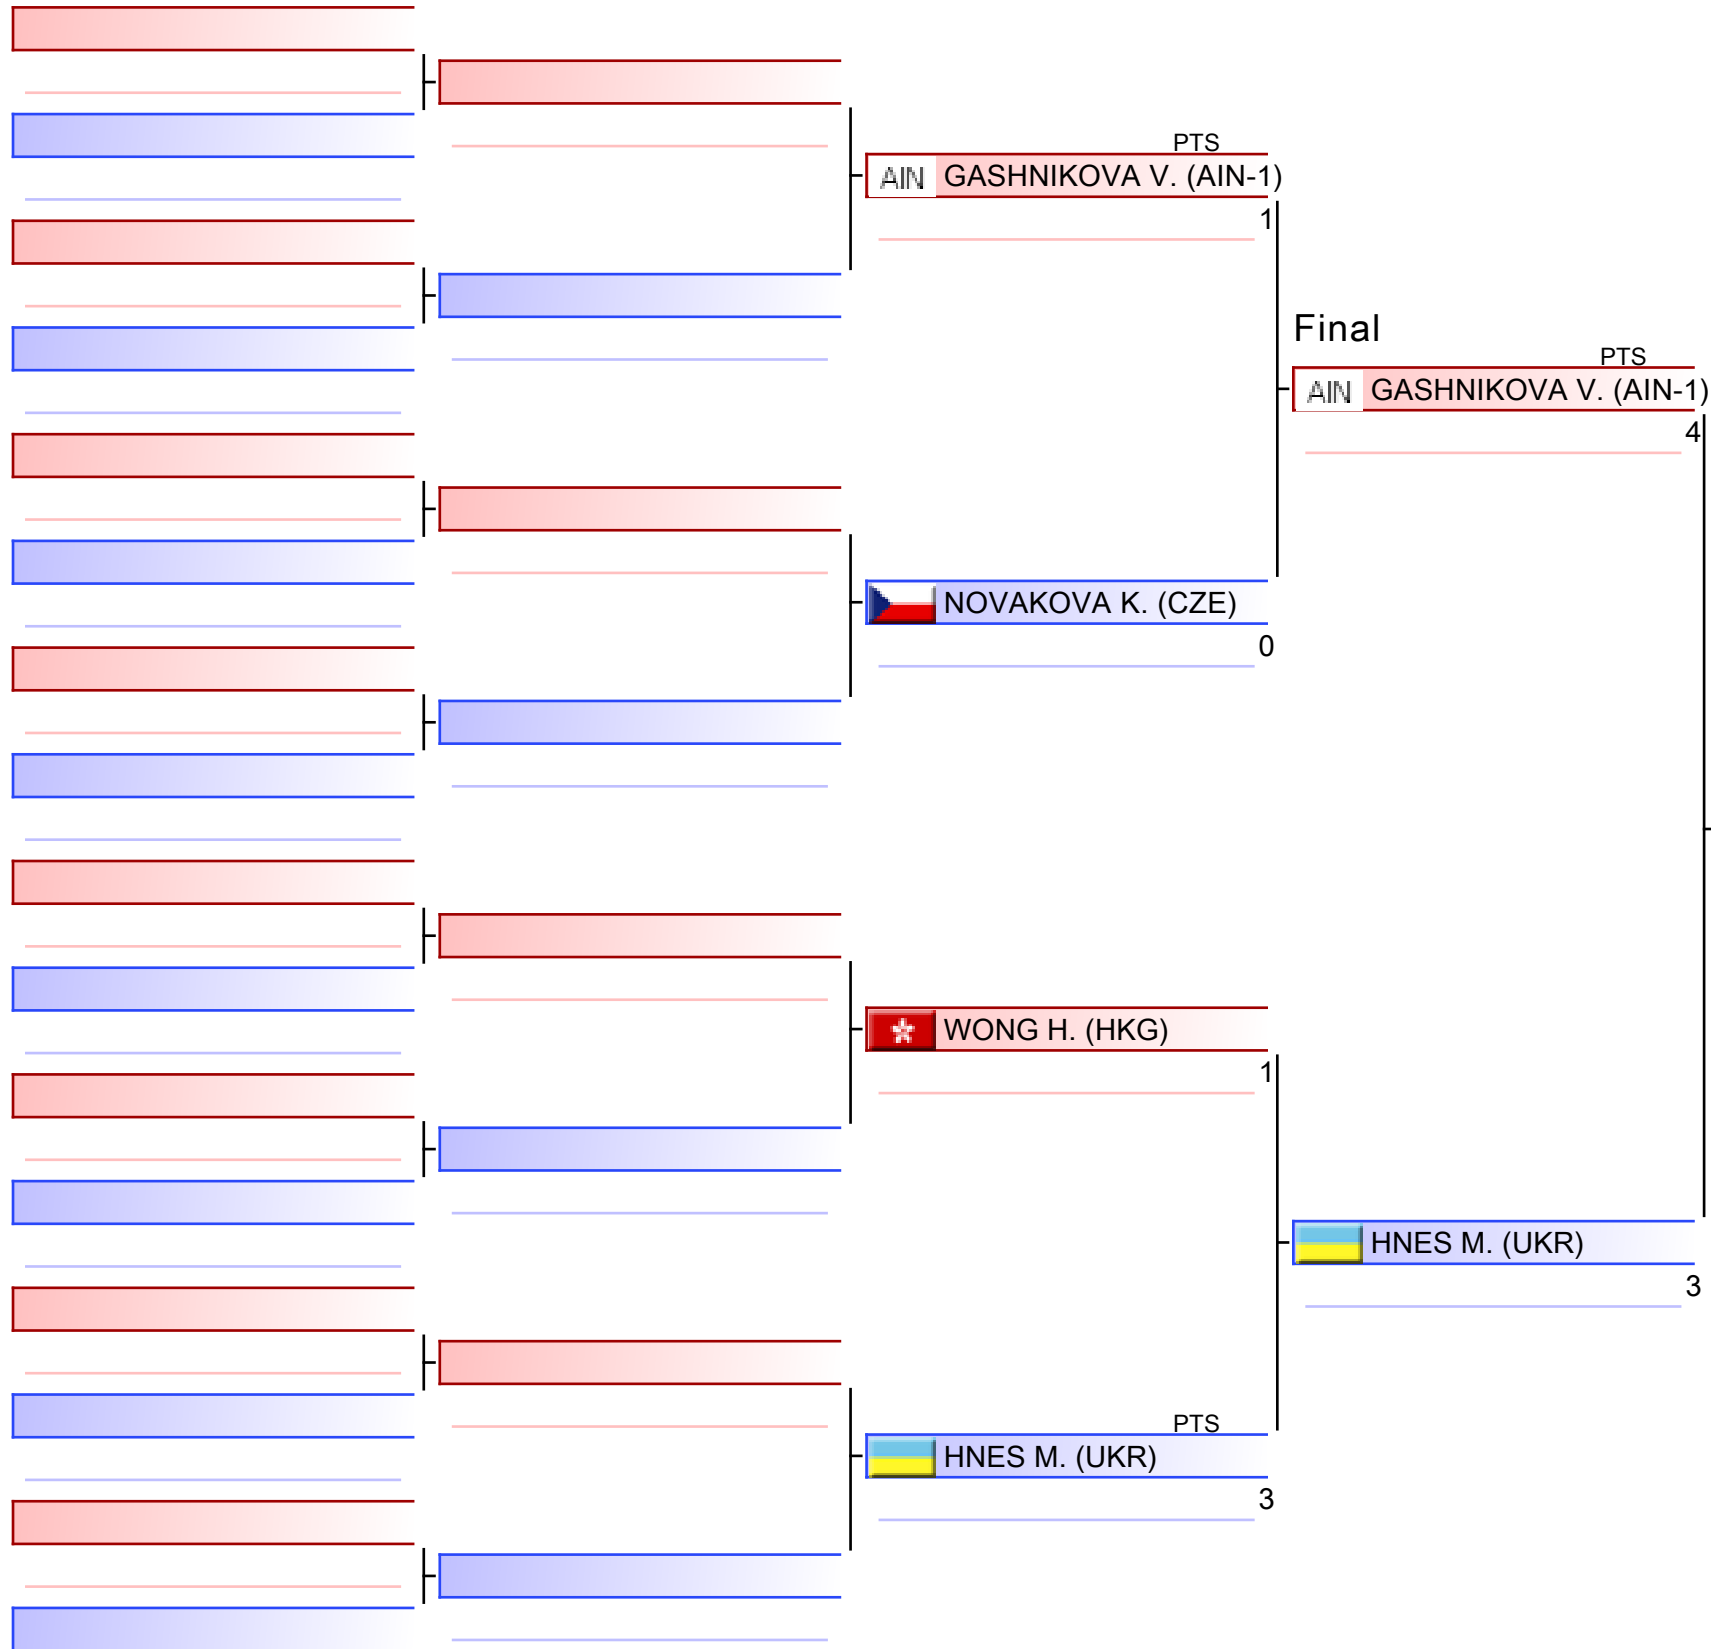 PTS
AIN GASHNIKOVA V. (AIN-1)
1
Final
PTS
AIN GASHNIKOVA V. (AIN-1)
4
NOVAKOVA K. (CZE)
0
WONG H. (HKG)
1
HNES M. (UKR)
3
PTS
HNES M. (UKR)
3